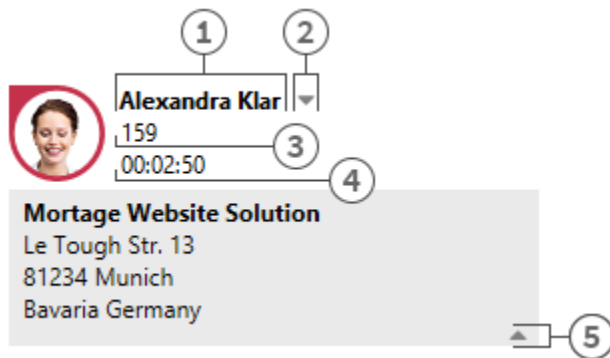 1 2
Alexandra Klar
159
3
00:02:50
4
Mortage Website Solution
Le Tough Str. 13
81234 Munich
Bavaria Germany
5